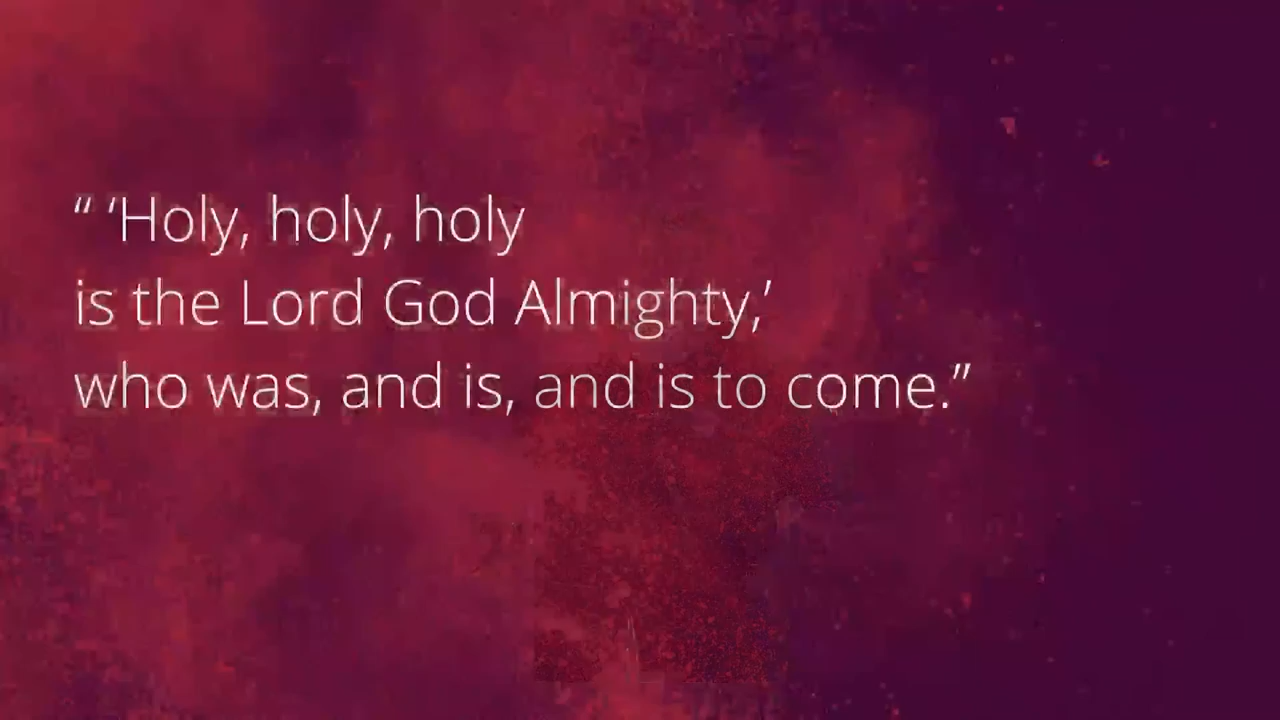 “ ‘Holy, holy, holy
is the Lord God Almighty,’
who was, and is, and is to come.”